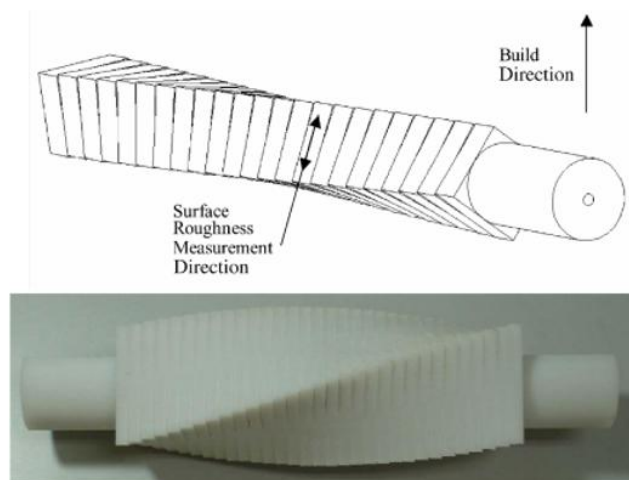 Build
Direction
Surface
Roughness
Measurement
Direction